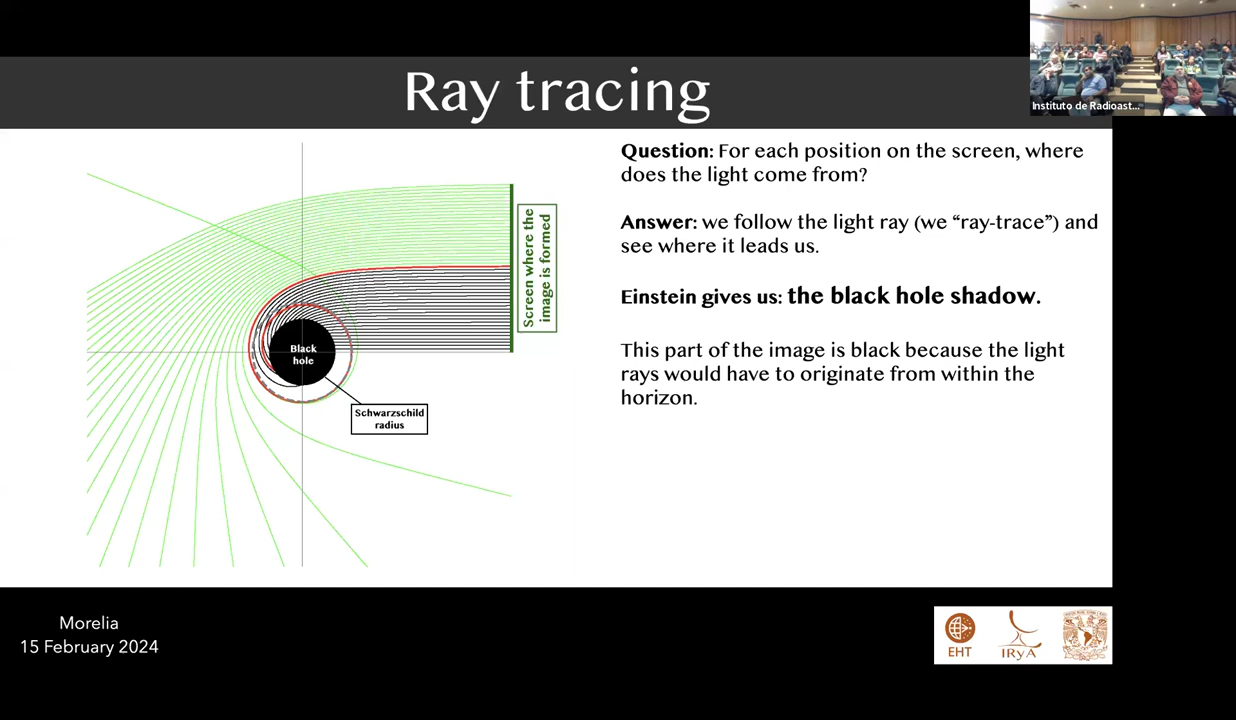 Ray tracing
Instituto de Radioast...
Question: For each position on the screen, where
does the light come from?
Answer: we follow the light ray (we “ray-trace”) and
see where it leads us.
Einstein gives us: the black hole shadow.
This part of the image is black because the light
rays would have to originate from within the
horizon.
Screen where the
image is formed
Black
hole
Schwarzschild
radius
Morelia
15 February 2024
EHT
IRyA